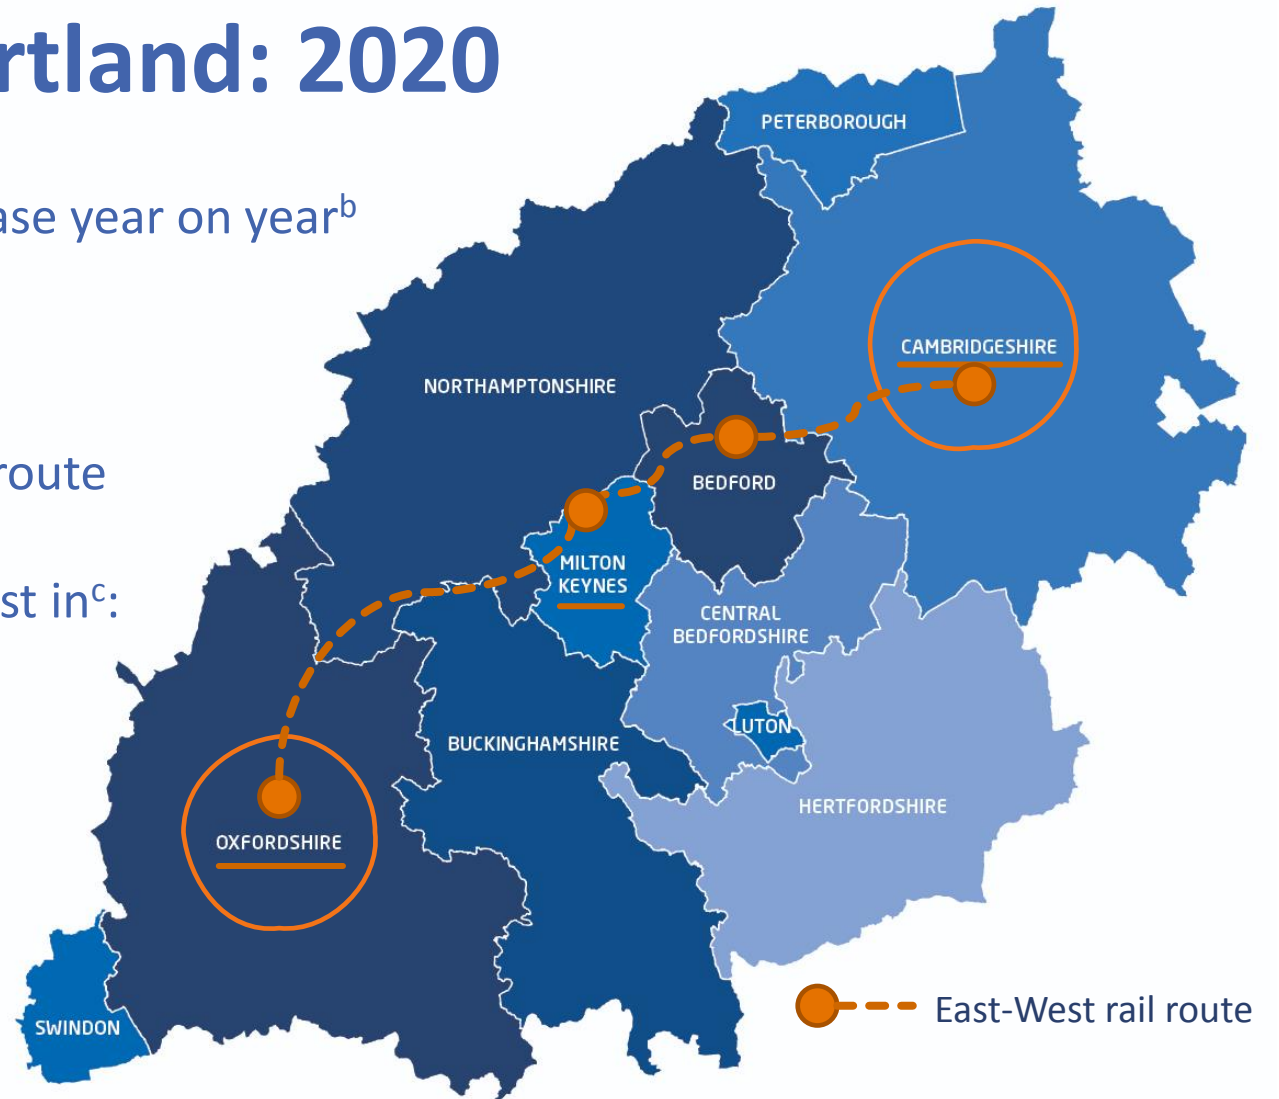 rtland: 2020
ase year on yearᵇ
route
st inᶜ:
PETERBOROUGH
CAMBRIDGESHIRE
NORTHAMPTONSHIRE
BEDFORD
MILTON
KEYNES
CENTRAL
BEDFORDSHIRE
LUTON
BUCKINGHAMSHIRE
HERTFORDSHIRE
OXFORDSHIRE
SWINDON
East-West rail route